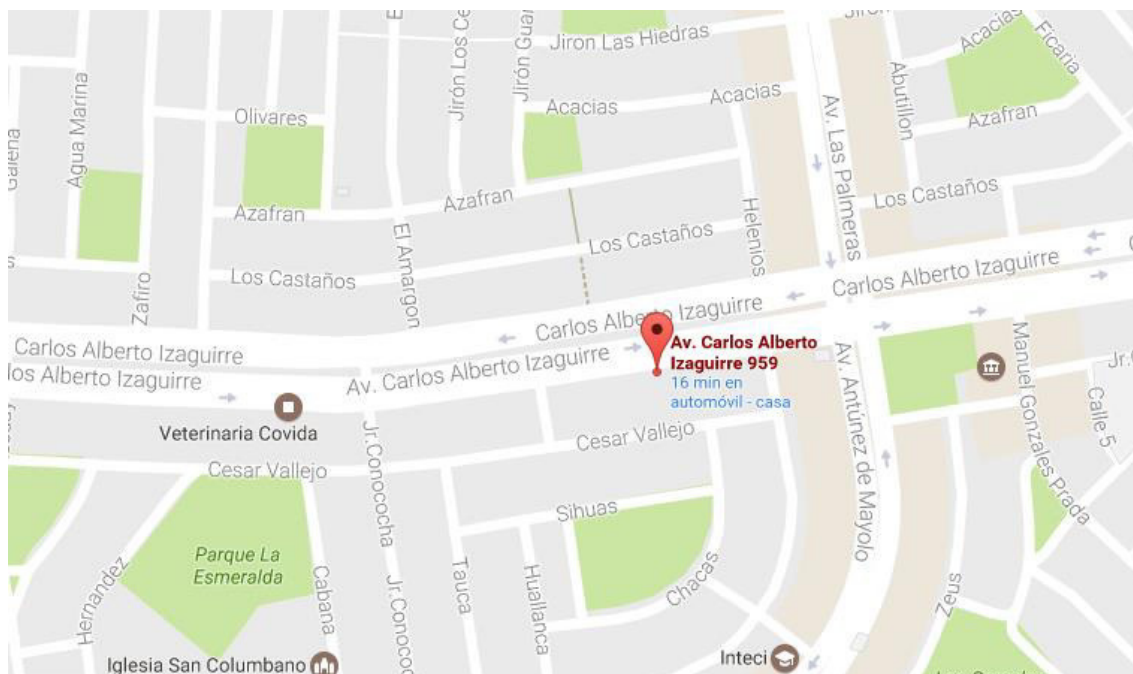 Jiron Las Hiedras
Acacias
Ficaria
Abutillon
Azafran
Galena
Agua Marina
Olivares
Jirón Los Ce
Jirón Guar
Acacias
Acacias
Av. Las Palmeras
Azafran
Azafran
El Amargon
Los Castaños
Los Castaños
Helenios
Los Castaños
Zafiro
Carlos Alberto Izaguirre
Carlos Alberto Izaguirre
Carlos Alberto Izaguirre
Av. Carlos Alberto Izaguirre
los Alberto Izaguirre
Av. Carlos Alberto
Izaguirre 959
16 min en
automóvil - casa
Av. Antúnez de Mayolo
Manuel Gonzales Prada
Calle 5
Veterinaria Covida
Cesar Vallejo
Cesar Vallejo
Jr.Conococha
Jr.Conococ
Sihuas
Parque La
Esmeralda
Hernandez
Cabana
Tauca
Huallanca
Chacas
Zeus
Inteci
Iglesia San Columbano